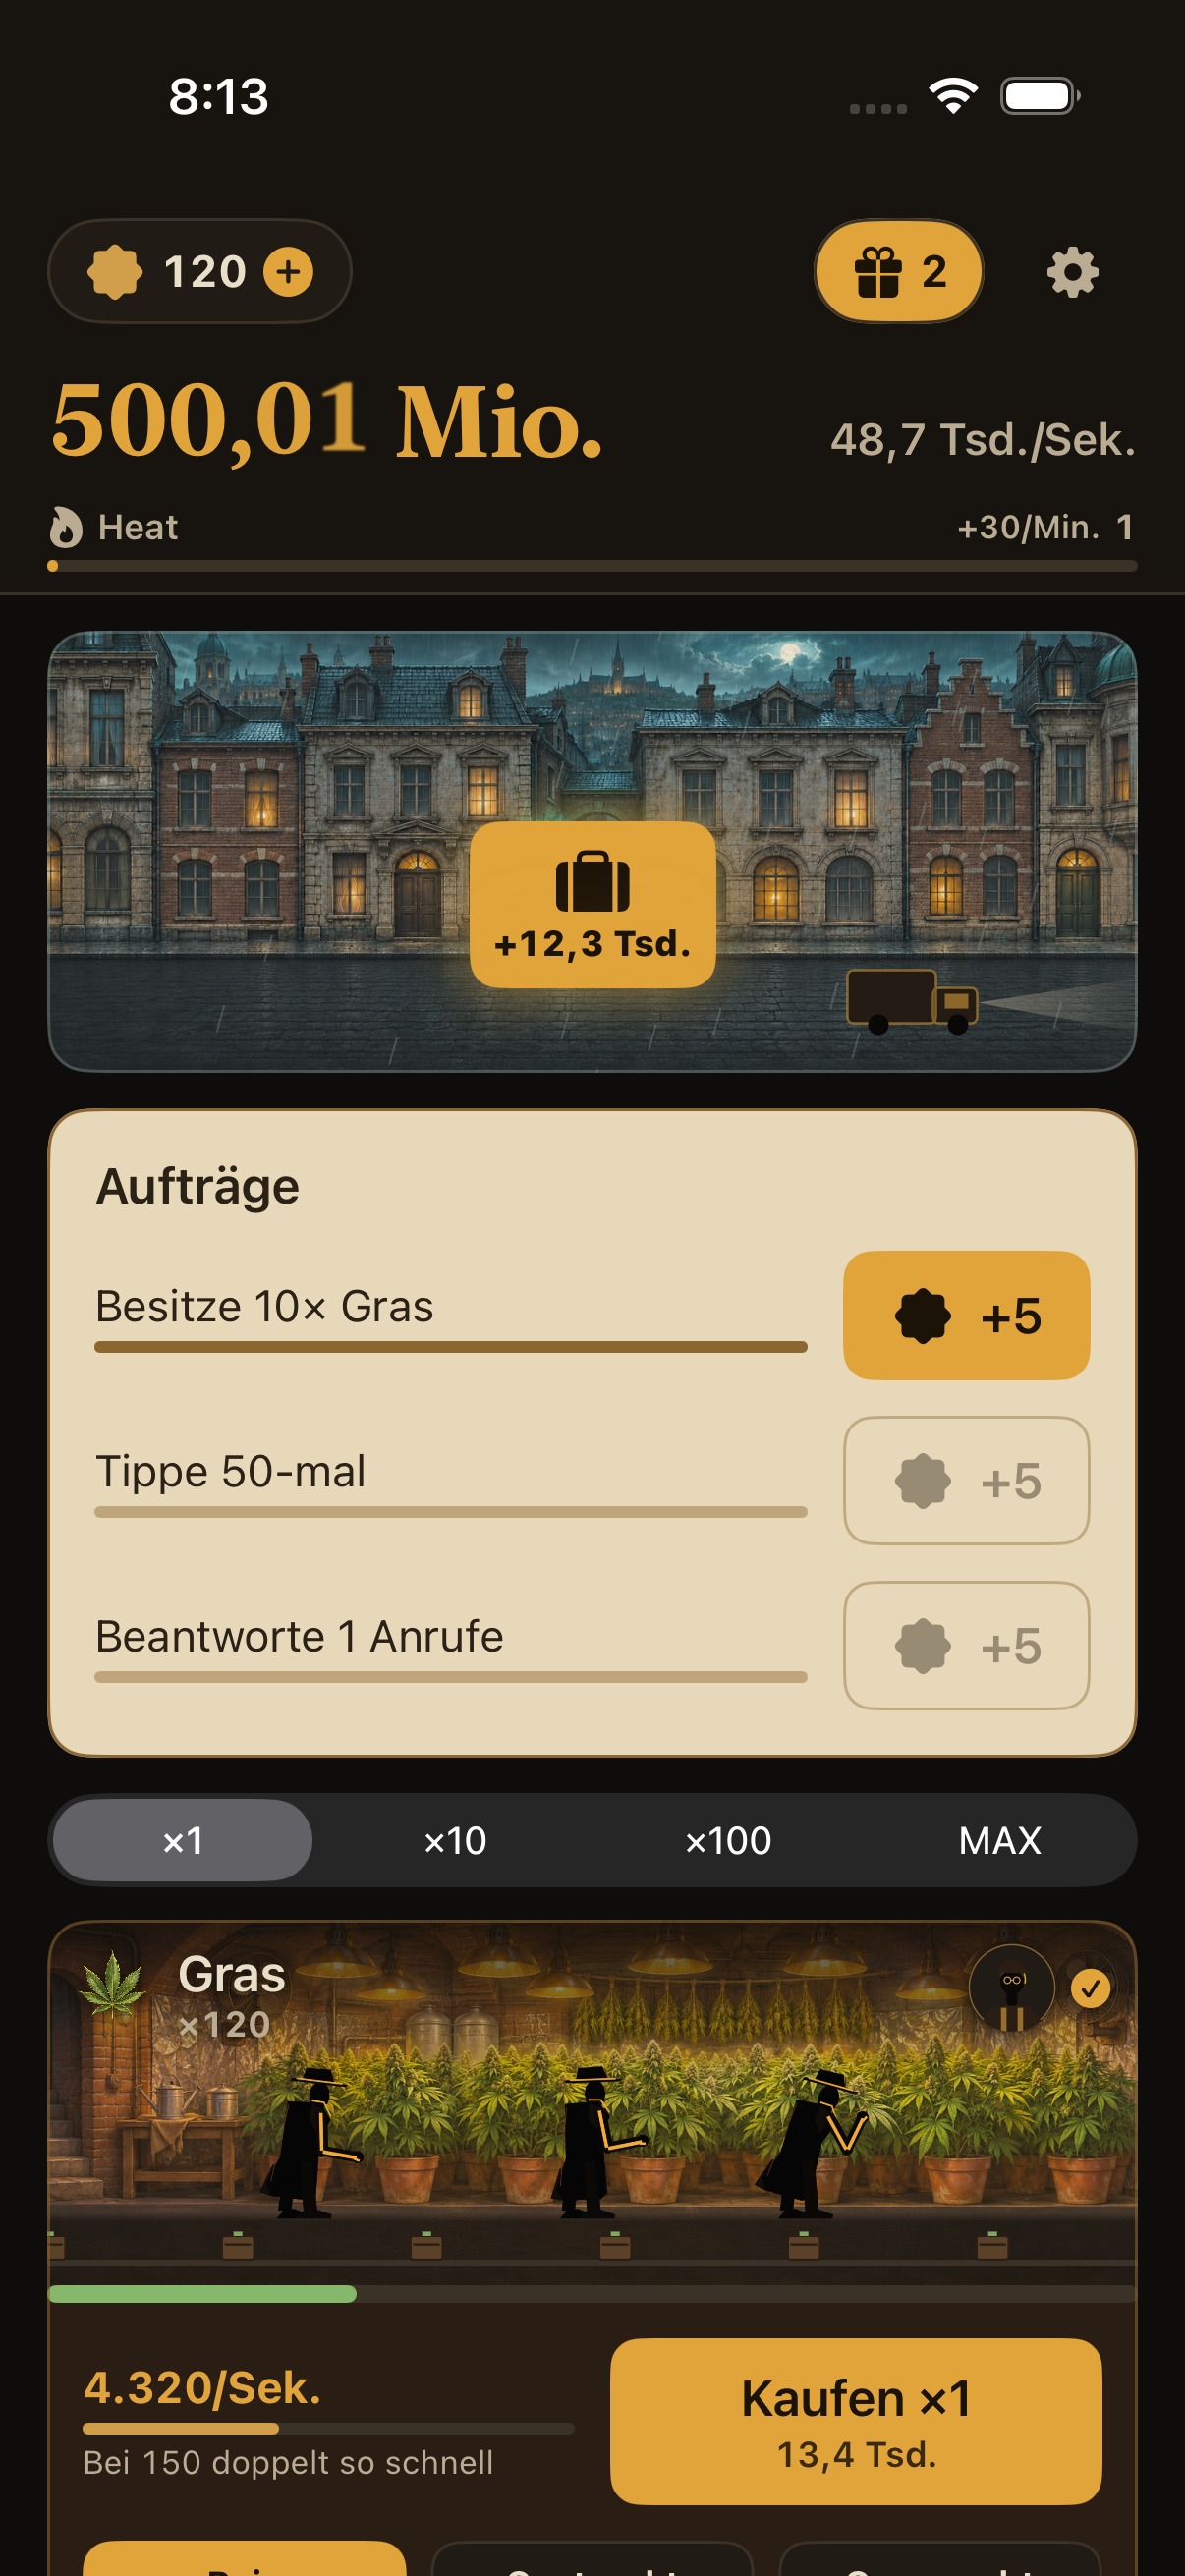 8:13
120
2
500,01 Mio.
48,7 Tsd./Sek.
Heat
+30/Min. 1
+12,3 Tsd.
Aufträge
Besitze 10× Gras
+5
Tippe 50-mal
+5
Beantworte 1 Anrufe
+5
×1
×10
×100
MAX
Gras
×120
4.320/Sek.
Kaufen ×1
13,4 Tsd.
Bei 150 doppelt so schnell